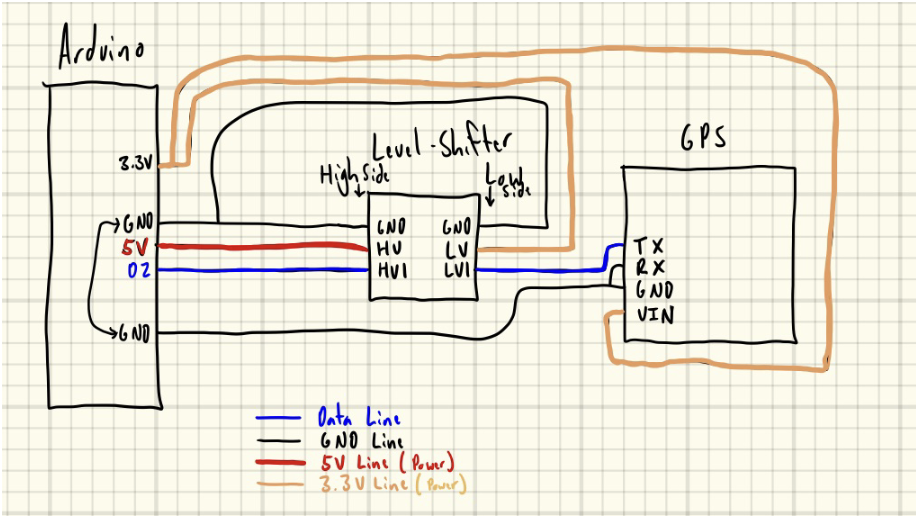 Arduino
GPS
Level-Shifter
High Side
Low Side
3.3V
GND
5V
02
GND
GND
HV
HV1
GND
LV
LV1
TX
RX
GND
VIN
Data Line
GND Line
5V Line (Power)
3.3V Line (Power)